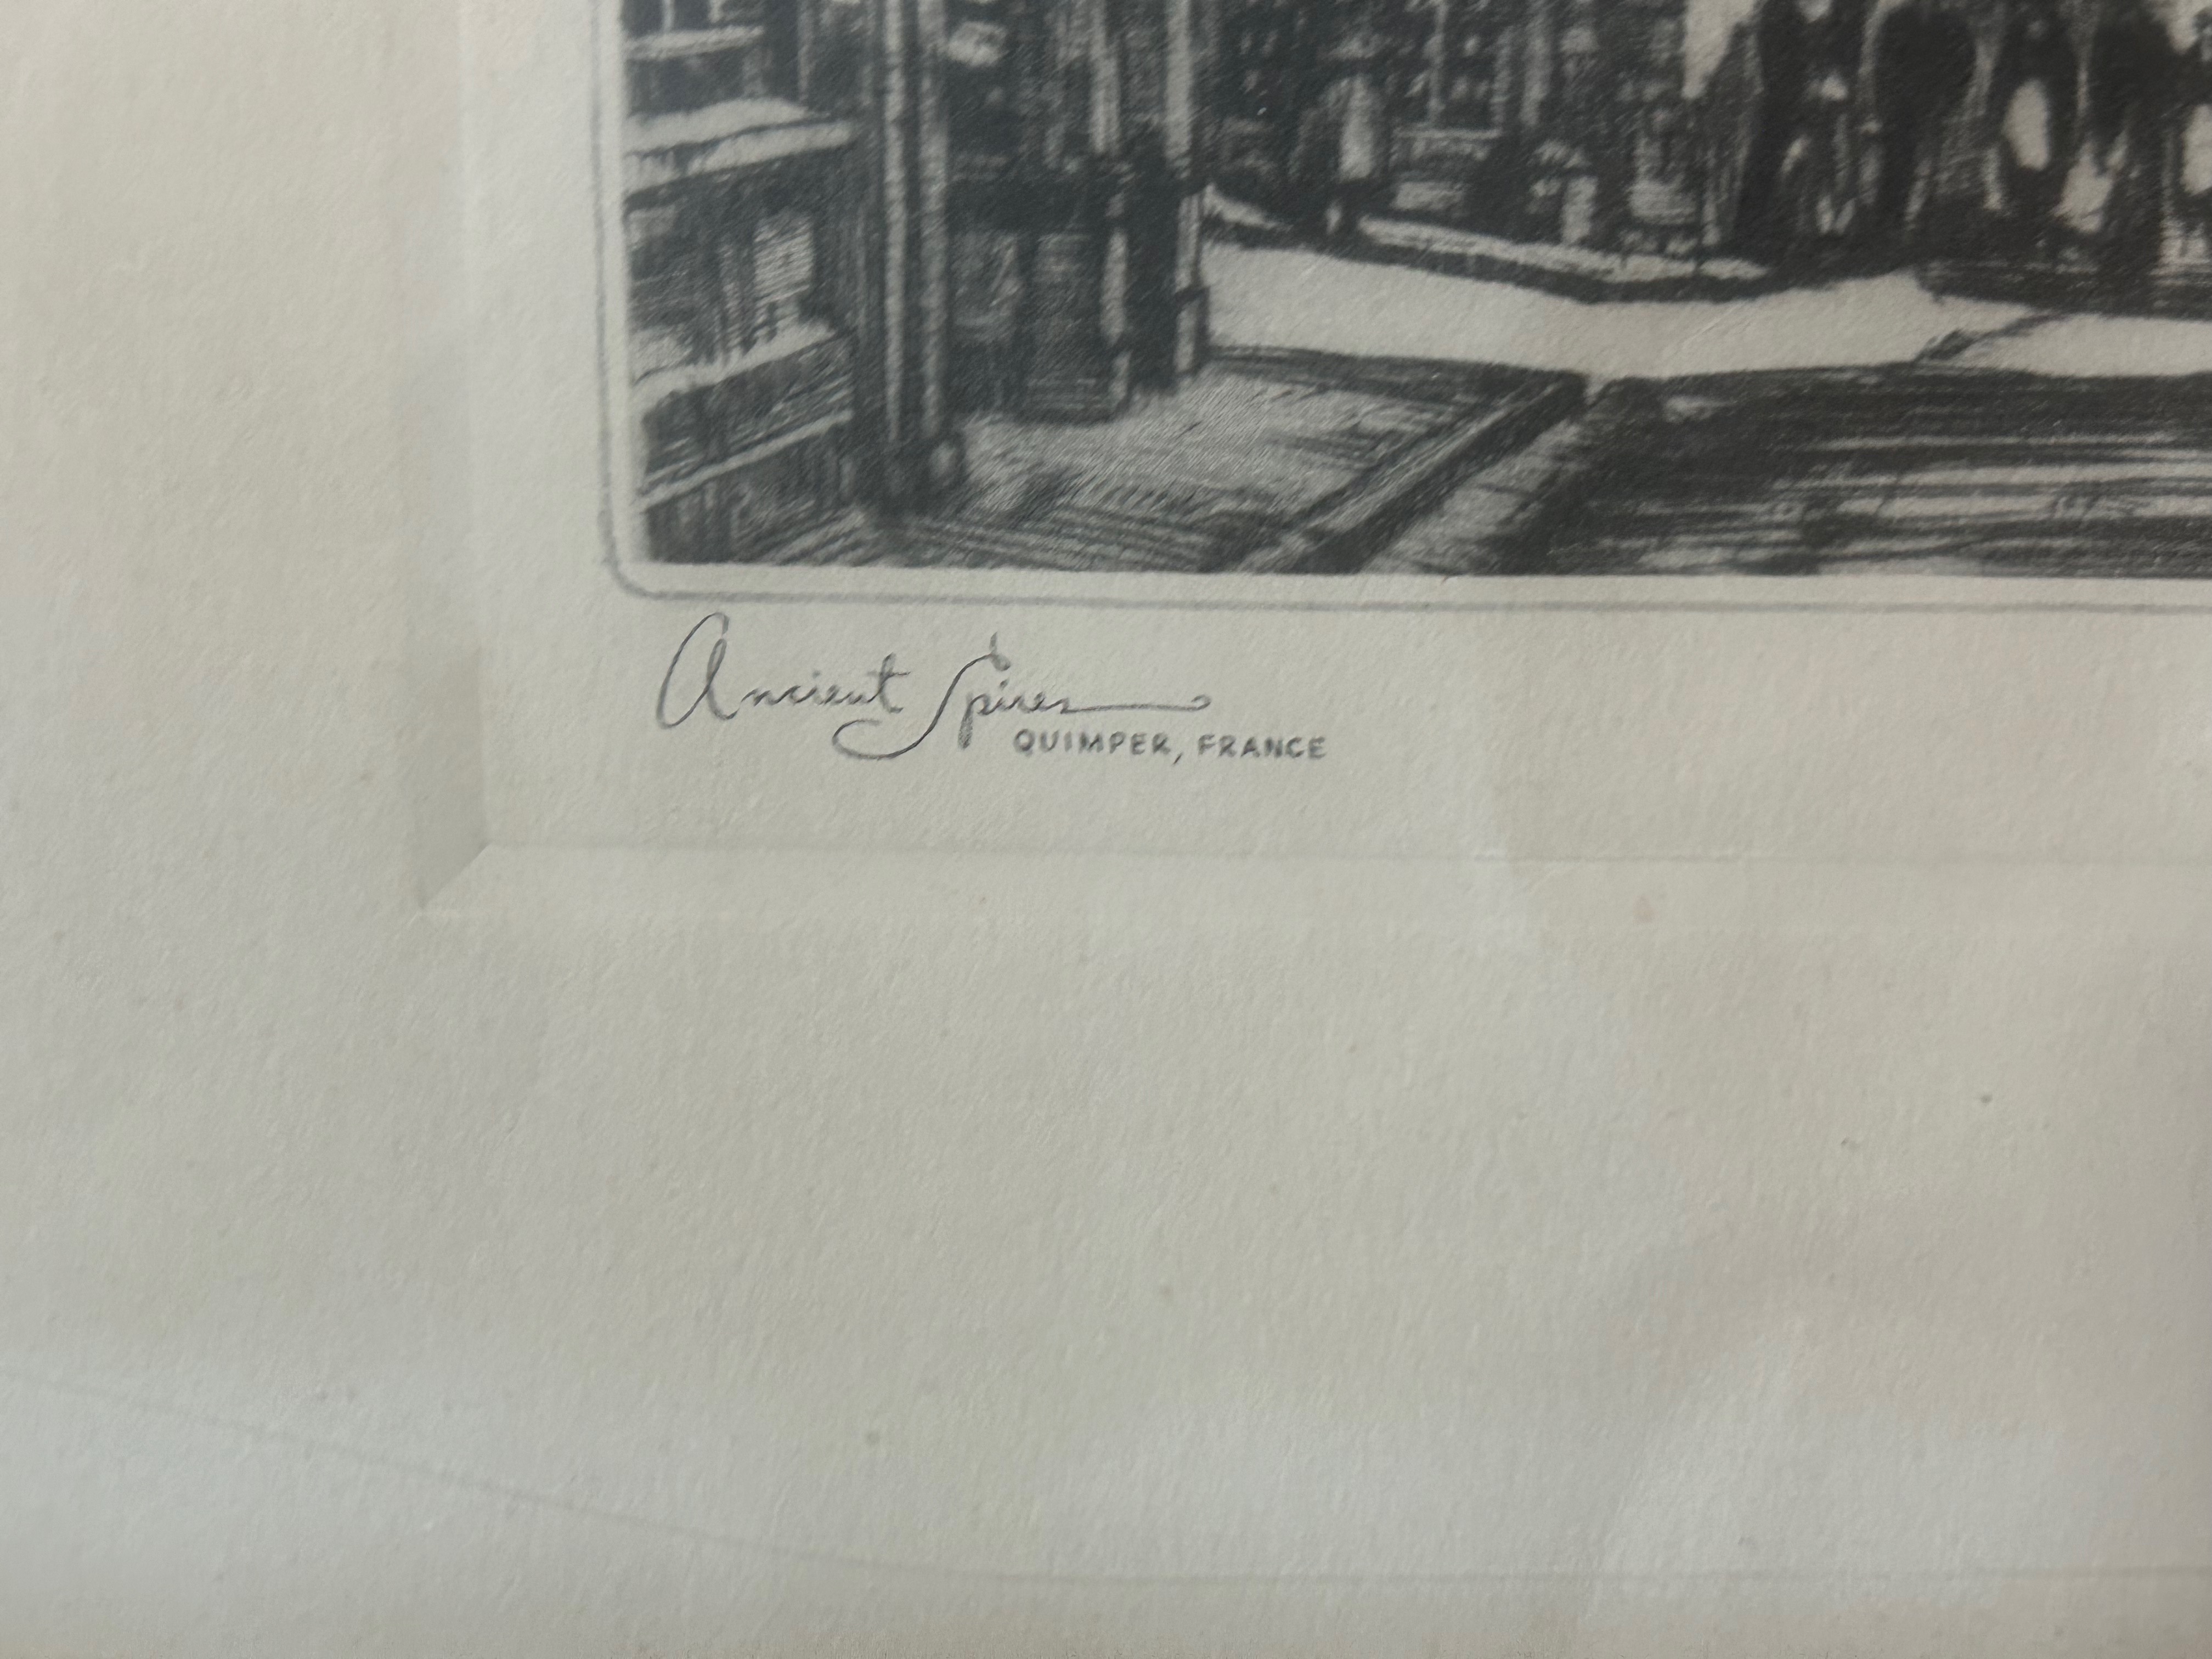 Ancient Spires
QUIMPER, FRANCE